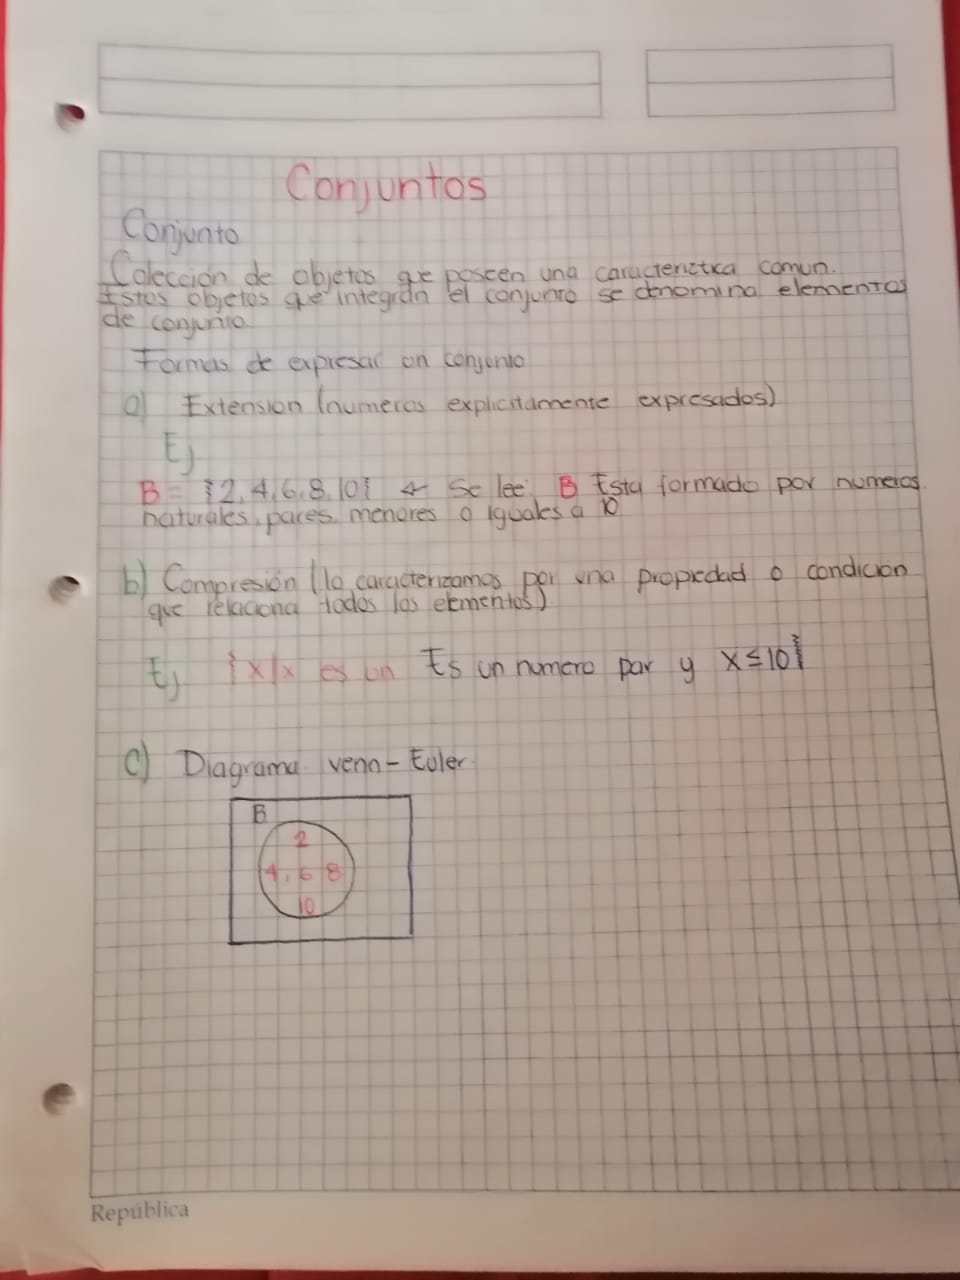 Conjuntos
Conjunto
Colección de objetos que poseen una caracteriztica comun.
Estos objetos que integran el conjunto se denomina elementos
de conjunto.
Formas de expresar un conjunto
a) Extension (numeros explicitamente expresados)
Ej
B = {2, 4, 6, 8, 10} ← Se lee: B Esta formado por numeros
naturales, pares, menores o iguales a 10
b) Compresión (lo caracterizamos por una propiedad o condicion
que relaciona todos los elementos)
Ej {x/x es un Es un numero par y x ≤ 10}
c) Diagrama venn - Euler
B
2
4, 6 8
10
República